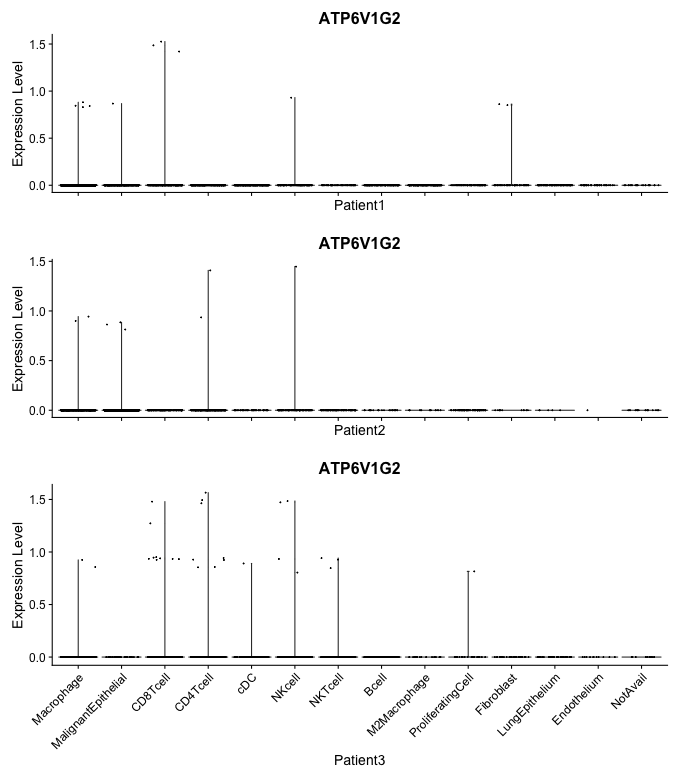 ATP6V1G2
Expression Level
1.5
1.0
0.5
0.0
Patient1
ATP6V1G2
Expression Level
1.5
1.0
0.5
0.0
Patient2
ATP6V1G2
Expression Level
1.5
1.0
0.5
0.0
Macrophage
MalignantEpithelial
CD8Tcell
CD4Tcell
cDC
NKcell
NKTcell
Bcell
M2Macrophage
ProliferatingCell
Fibroblast
LungEpithelium
Endothelium
NotAvail
Patient3